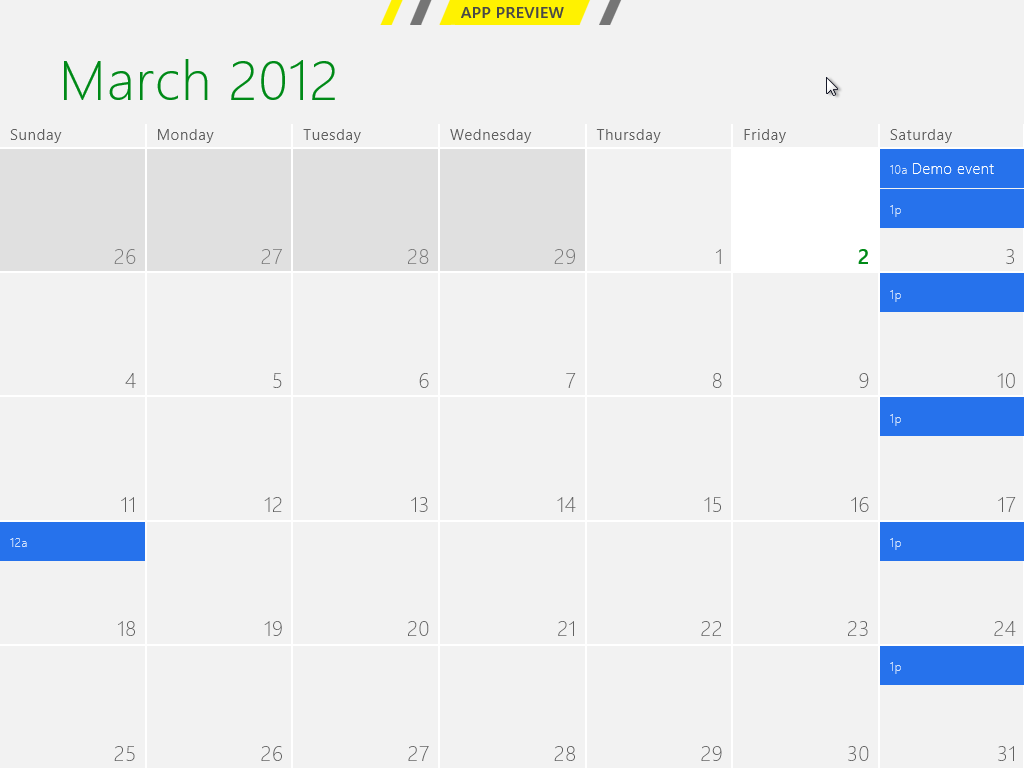 APP PREVIEW
March 2012
Sunday Monday Tuesday Wednesday Thursday Friday Saturday
10a Demo event
1p
26 27 28 29 1 2 3
1p
4 5 6 7 8 9 10
1p
11 12 13 14 15 16 17
12a 1p
18 19 20 21 22 23 24
1p
25 26 27 28 29 30 31